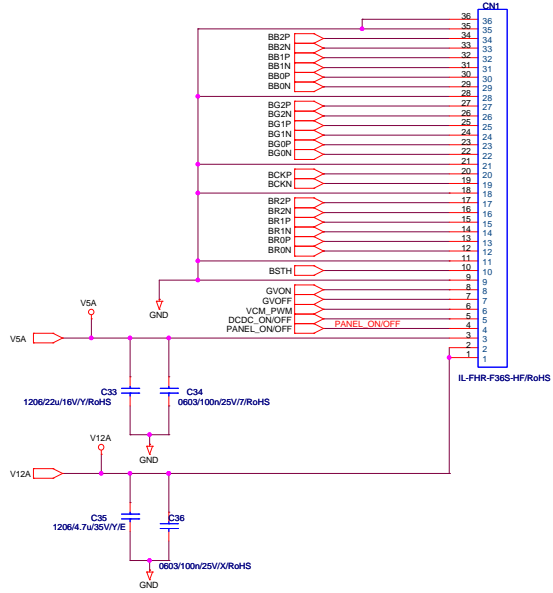 CN1
36 36
35 35
BB2P 34 34
BB2N 33 33
BB1P 32 32
BB1N 31 31
BB0P 30 30
BB0N 29 29
28 28
BG2P 27 27
BG2N 26 26
BG1P 25 25
BG1N 24 24
BG0P 23 23
BG0N 22 22
21 21
BCKP 20 20
BCKN 19 19
18 18
BR2P 17 17
BR2N 16 16
BR1P 15 15
BR1N 14 14
BR0P 13 13
BR0N 12 12
11 11
BSTH 10 10
9 9
GVON 8 8
GVOFF 7 7
VCM_PWM 6 6
DCDC_ON/OFF 5 5
PANEL_ON/OFF PANEL_ON/OFF 4 4
3 3
2 2
1 1
IL-FHR-F36S-HF/RoHS
GND
V5A
V5A
C33
1206/22u/16V/Y/RoHS
C34
0603/100n/25V/7/RoHS
GND
V12A
V12A
C35
1206/4.7u/35V/Y/E
C36
0603/100n/25V/X/RoHS
GND